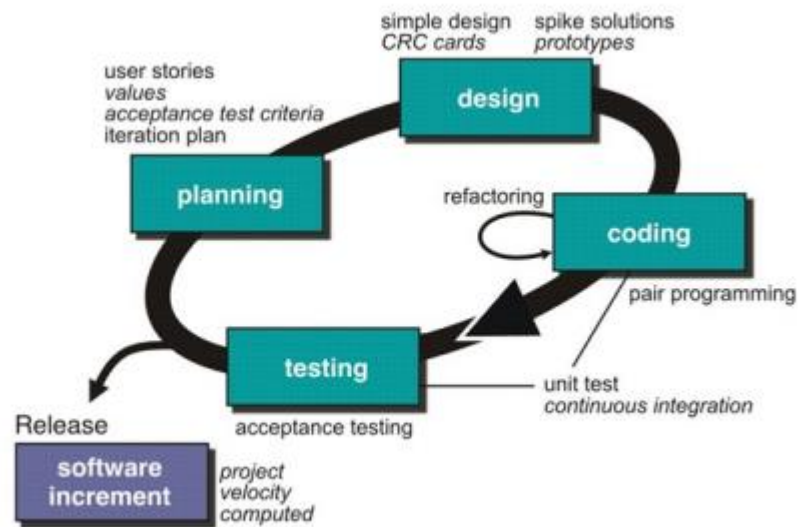 simple design
CRC cards
spike solutions
prototypes
user stories
values
acceptance test criteria
iteration plan
design
planning
refactoring
coding
pair programming
testing
unit test
continuous integration
acceptance testing
Release
software
increment
project
velocity
computed